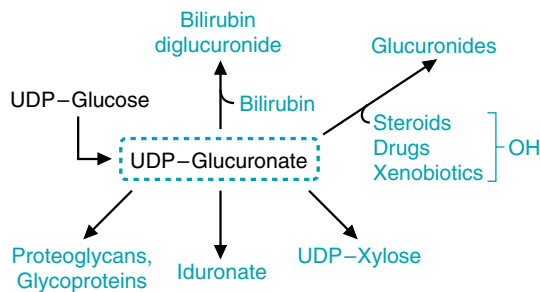 Bilirubin
diglucuronide
Glucuronides
UDP–Glucose
Bilirubin
Steroids
Drugs
Xenobiotics
OH
UDP–Glucuronate
Proteoglycans,
Glycoproteins
Iduronate
UDP–Xylose